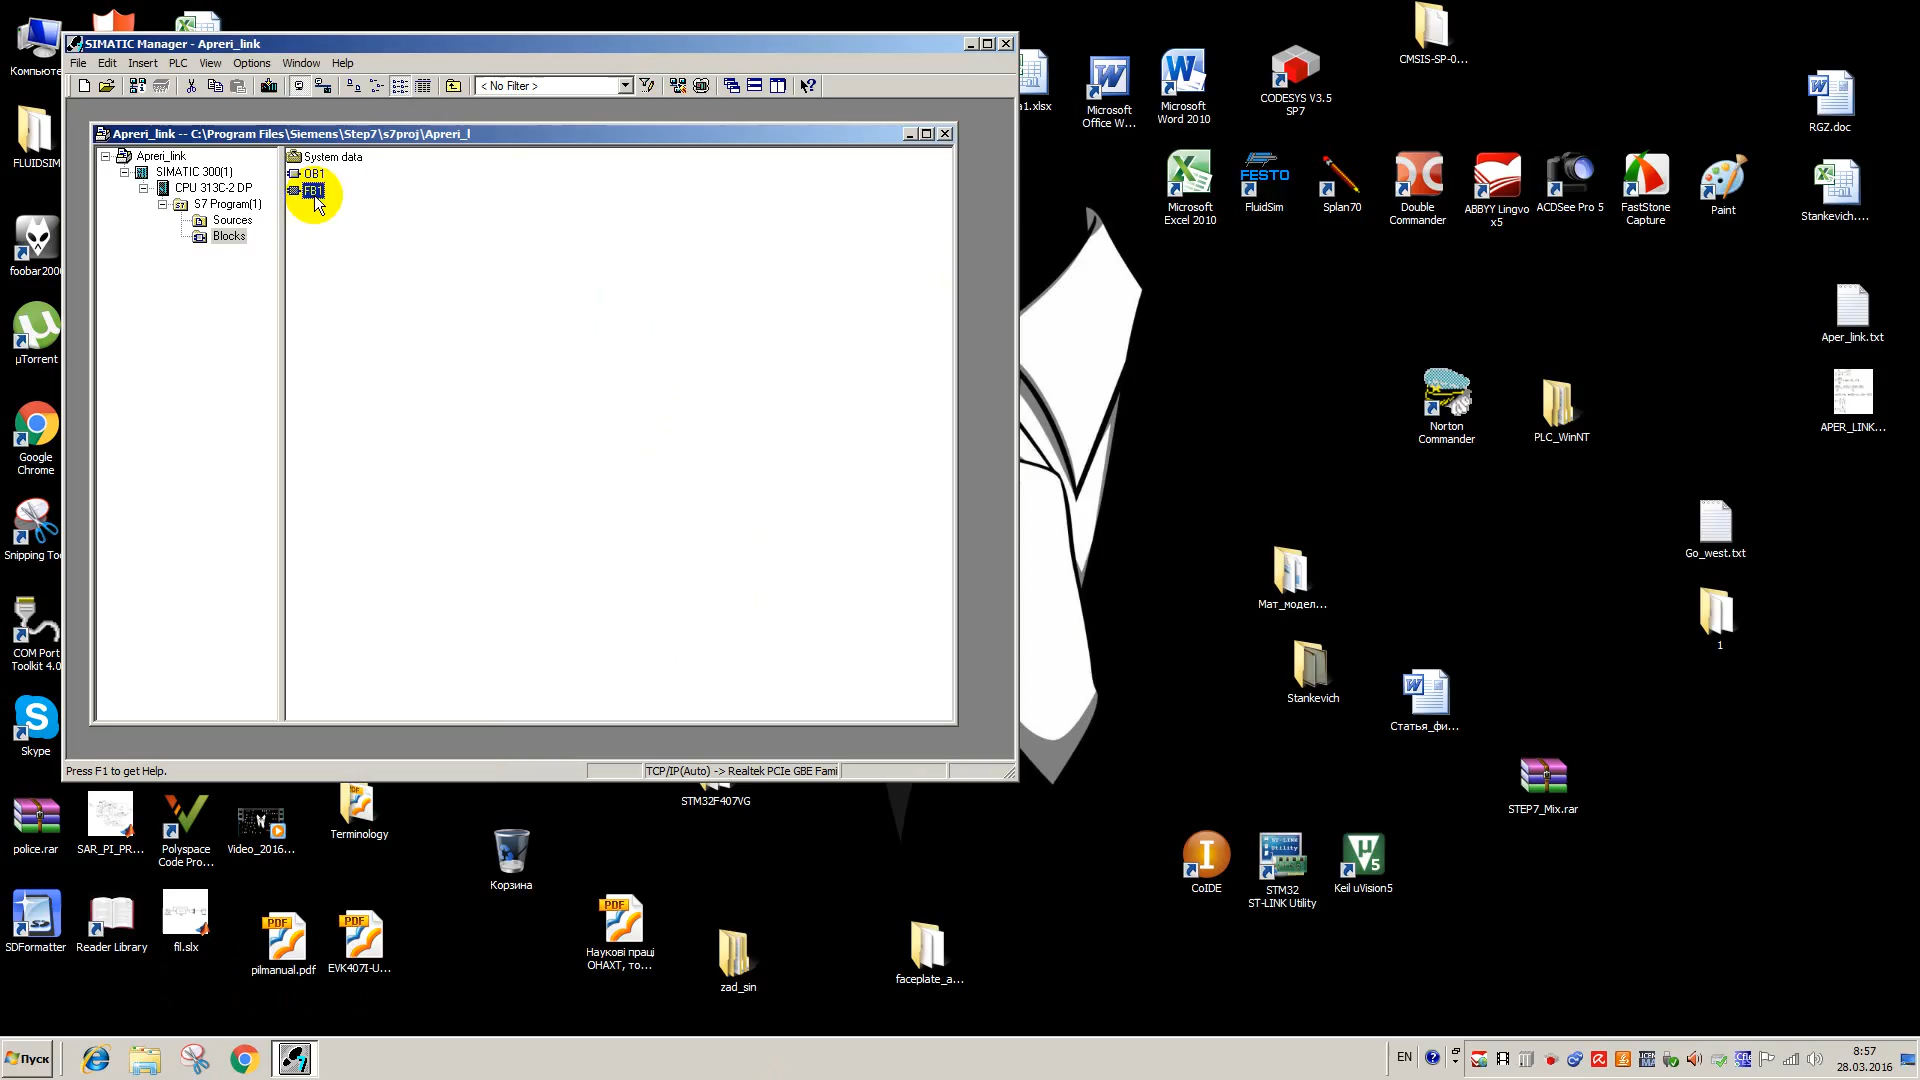 SIMATIC Manager - Apreri_link
File Edit Insert PLC View Options Window Help
< No Filter >
Apreri_link -- C:\Program Files\Siemens\Step7\s7proj\Apreri_l
Apreri_link
SIMATIC 300(1)
CPU 313C-2 DP
S7 Program(1)
Sources
Blocks
System data
OB1
FB1
Press F1 to get Help.
TCP/IP(Auto) -> Realtek PCIe GBE Fami
Компьюте
FLUIDSIM
foobar2000
µTorrent
Google
Chrome
Snipping Too
COM Port
Toolkit 4.0
Skype
a1.xlsx
Microsoft
Office W...
Microsoft
Word 2010
CODESYS V3.5
SP7
CMSIS-SP-0...
RGZ.doc
Microsoft
Excel 2010
FESTO
FluidSim
Splan70
Double
Commander
ABBYY Lingvo
x5
ACDSee Pro 5
FastStone
Capture
Paint
Stankevich....
Aper_link.txt
Norton
Commander
PLC_WinNT
APER_LINK...
Go_west.txt
Мат_модел...
1
Stankevich
Статья_фи...
STEP7_Mix.rar
STM32F407VG
police.rar
SAR_PI_PR...
Polyspace
Code Pro...
Video_2016...
Terminology
Корзина
CoIDE
STM32
ST-LINK Utility
Keil uVision5
SDFormatter
Reader Library
fil.slx
PDF
pilmanual.pdf
PDF
EVK407I-U...
PDF
Наукові праці
ОНАХТ, то...
zad_sin
faceplate_a...
Пуск
EN
8:57
28.03.2016